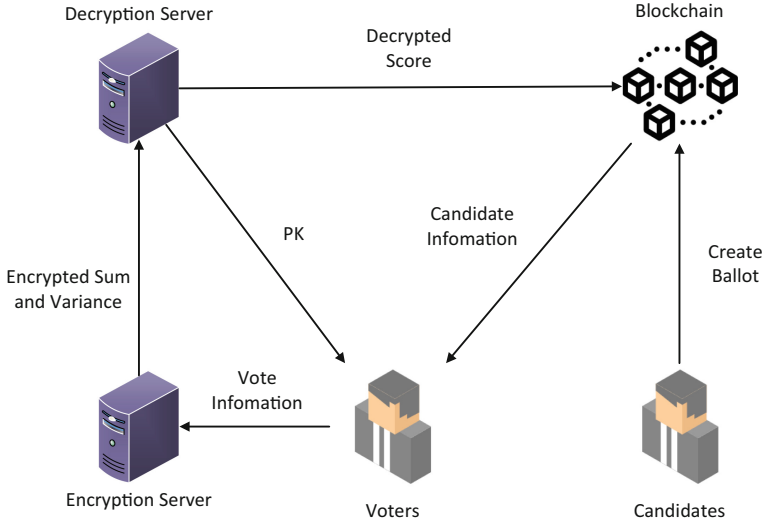 Decryption Server
Blockchain
Decrypted
Score
PK
Candidate
Infomation
Create
Ballot
Encrypted Sum
and Variance
Vote
Infomation
Encryption Server
Voters
Candidates